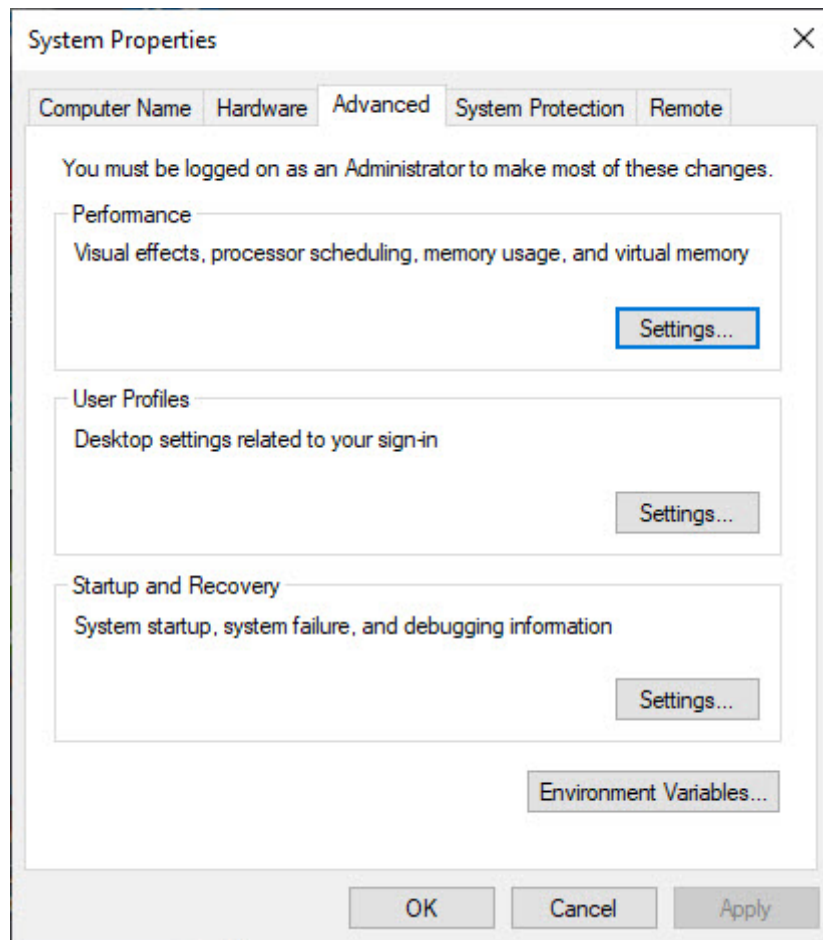 System Properties
Computer Name Hardware Advanced System Protection Remote
You must be logged on as an Administrator to make most of these changes.
Performance
Visual effects, processor scheduling, memory usage, and virtual memory
Settings...
User Profiles
Desktop settings related to your sign-in
Settings...
Startup and Recovery
System startup, system failure, and debugging information
Settings...
Environment Variables...
OK Cancel Apply